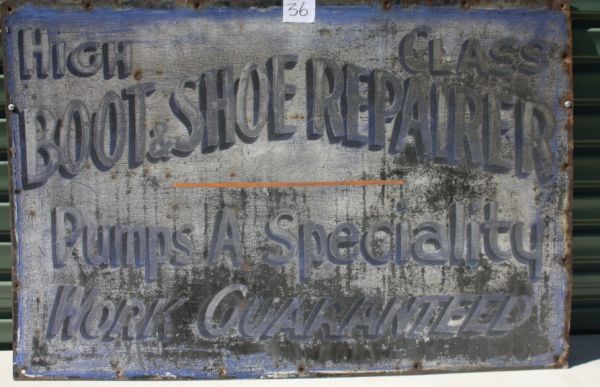 36
HIGH CLASS
BOOT & SHOE REPAIRER
Pumps A Speciality
WORK GUARANTEED